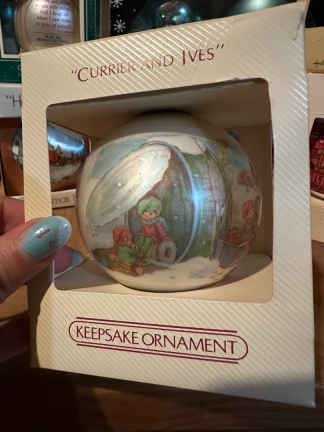 "CURRIER AND IVES"
KEEPSAKE ORNAMENT